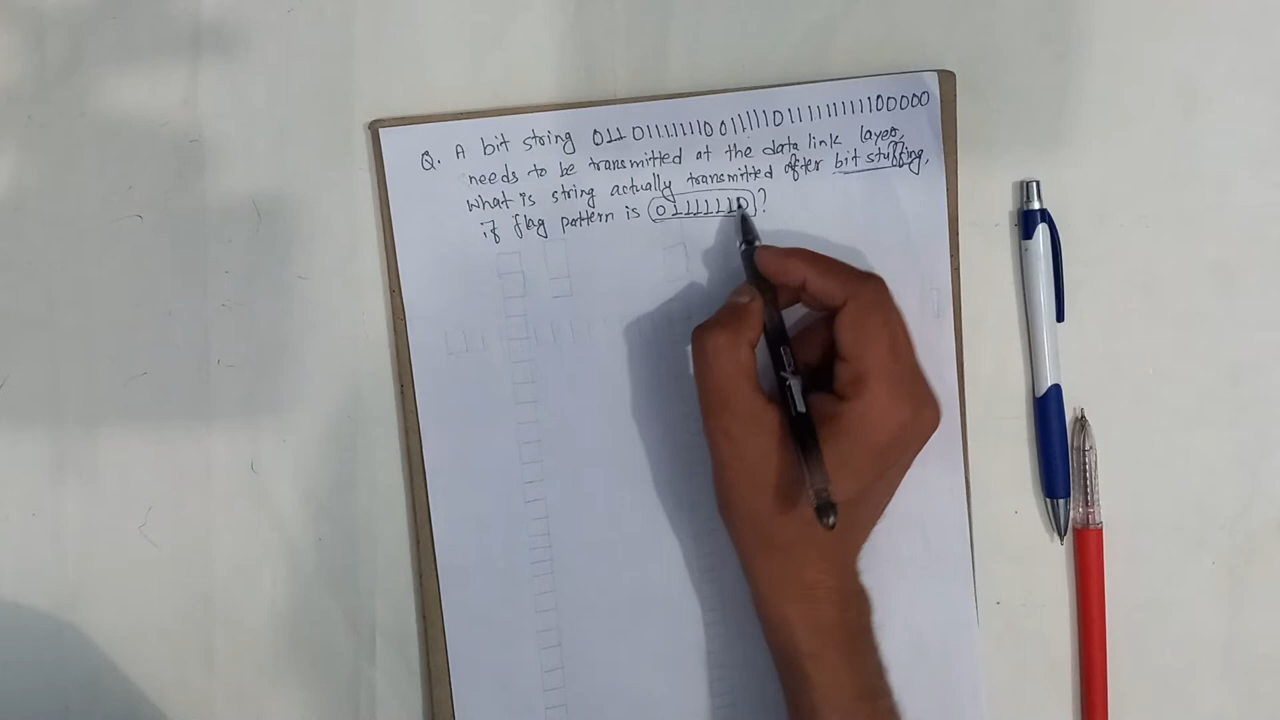 Q. A bit string 0110111111100111110111111111100000
needs to be transmitted at the data link layer,
what is string actually transmitted after bit stuffing,
if flag pattern is 01111110?